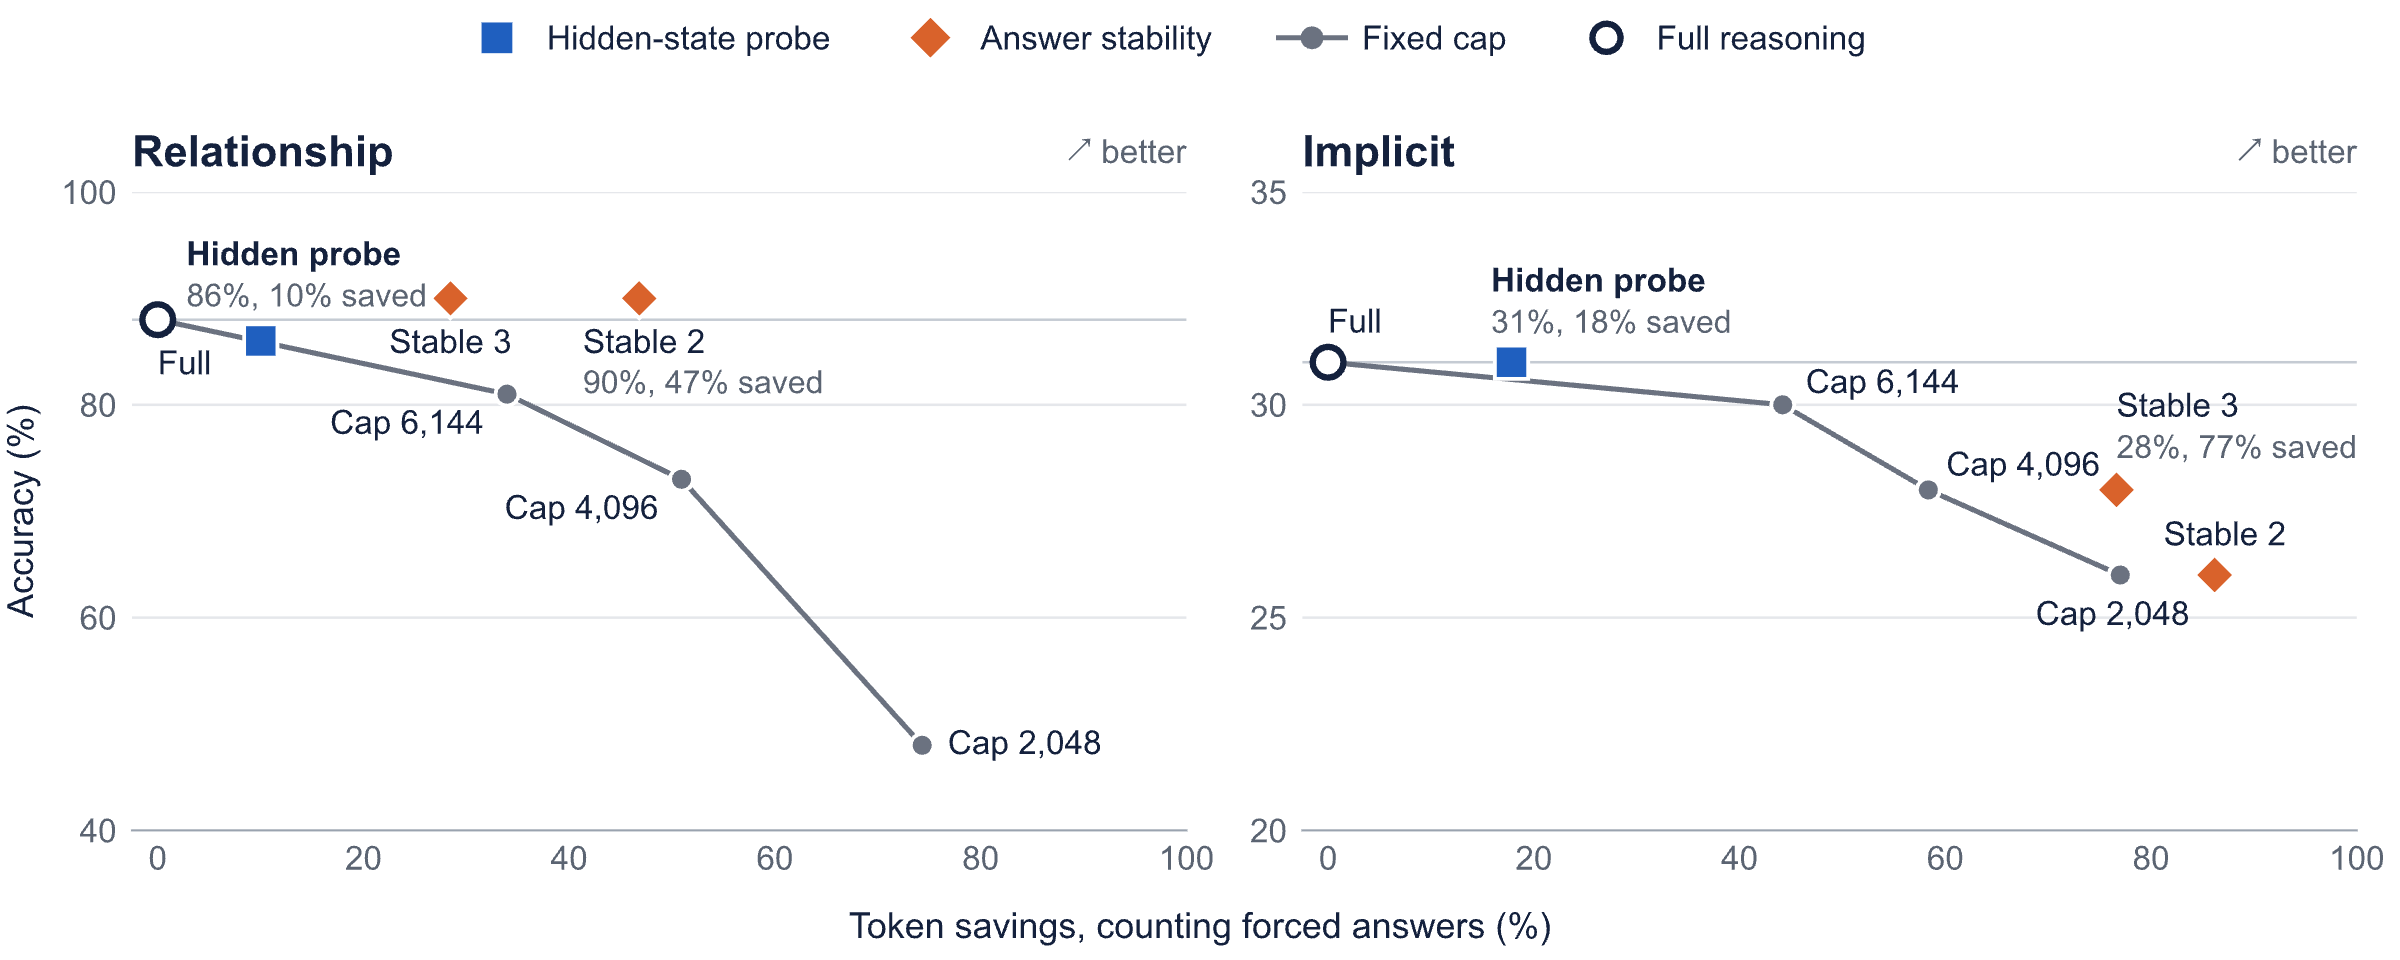 Hidden-state probe
Answer stability
Fixed cap
Full reasoning
Relationship
↗ better
100
80
60
40
Accuracy (%)
Hidden probe
86%, 10% saved
Full
Stable 3
Stable 2
90%, 47% saved
Cap 6,144
Cap 4,096
Cap 2,048
0 20 40 60 80 100
Implicit
↗ better
35
30
25
20
Full
Hidden probe
31%, 18% saved
Cap 6,144
Stable 3
28%, 77% saved
Cap 4,096
Stable 2
Cap 2,048
0 20 40 60 80 100
Token savings, counting forced answers (%)